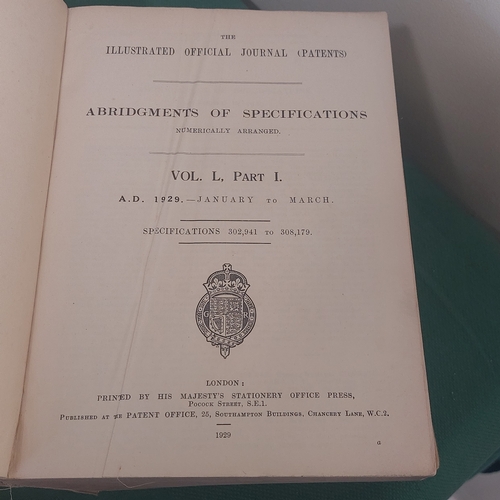 THE
ILLUSTRATED OFFICIAL JOURNAL (PATENTS)
ABRIDGMENTS OF SPECIFICATIONS
NUMERICALLY ARRANGED.
VOL. L, PART I.
A.D. 1929.—JANUARY TO MARCH.
SPECIFICATIONS 302,941 TO 308,179.
G R
LONDON:
PRINTED BY HIS MAJESTY'S STATIONERY OFFICE PRESS,
POCOCK STREET, S.E.1.
PUBLISHED AT THE PATENT OFFICE, 25, SOUTHAMPTON BUILDINGS, CHANCERY LANE, W.C.2.
1929
a